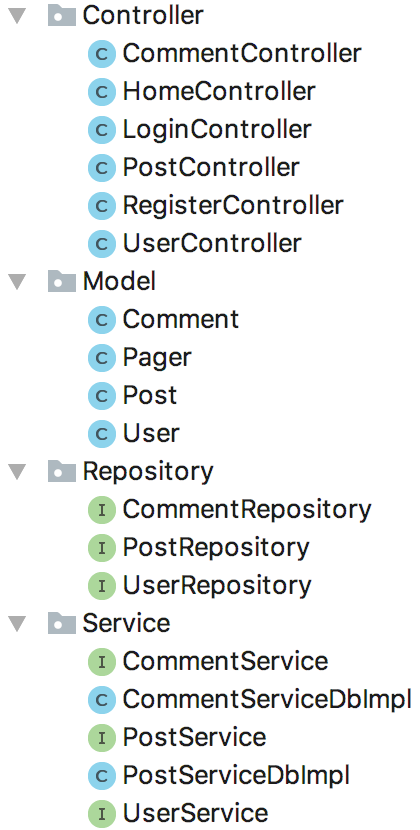 Controller
C CommentController
C HomeController
C LoginController
C PostController
C RegisterController
C UserController
Model
C Comment
C Pager
C Post
C User
Repository
I CommentRepository
I PostRepository
I UserRepository
Service
I CommentService
C CommentServiceDbImpl
I PostService
C PostServiceDbImpl
I UserService